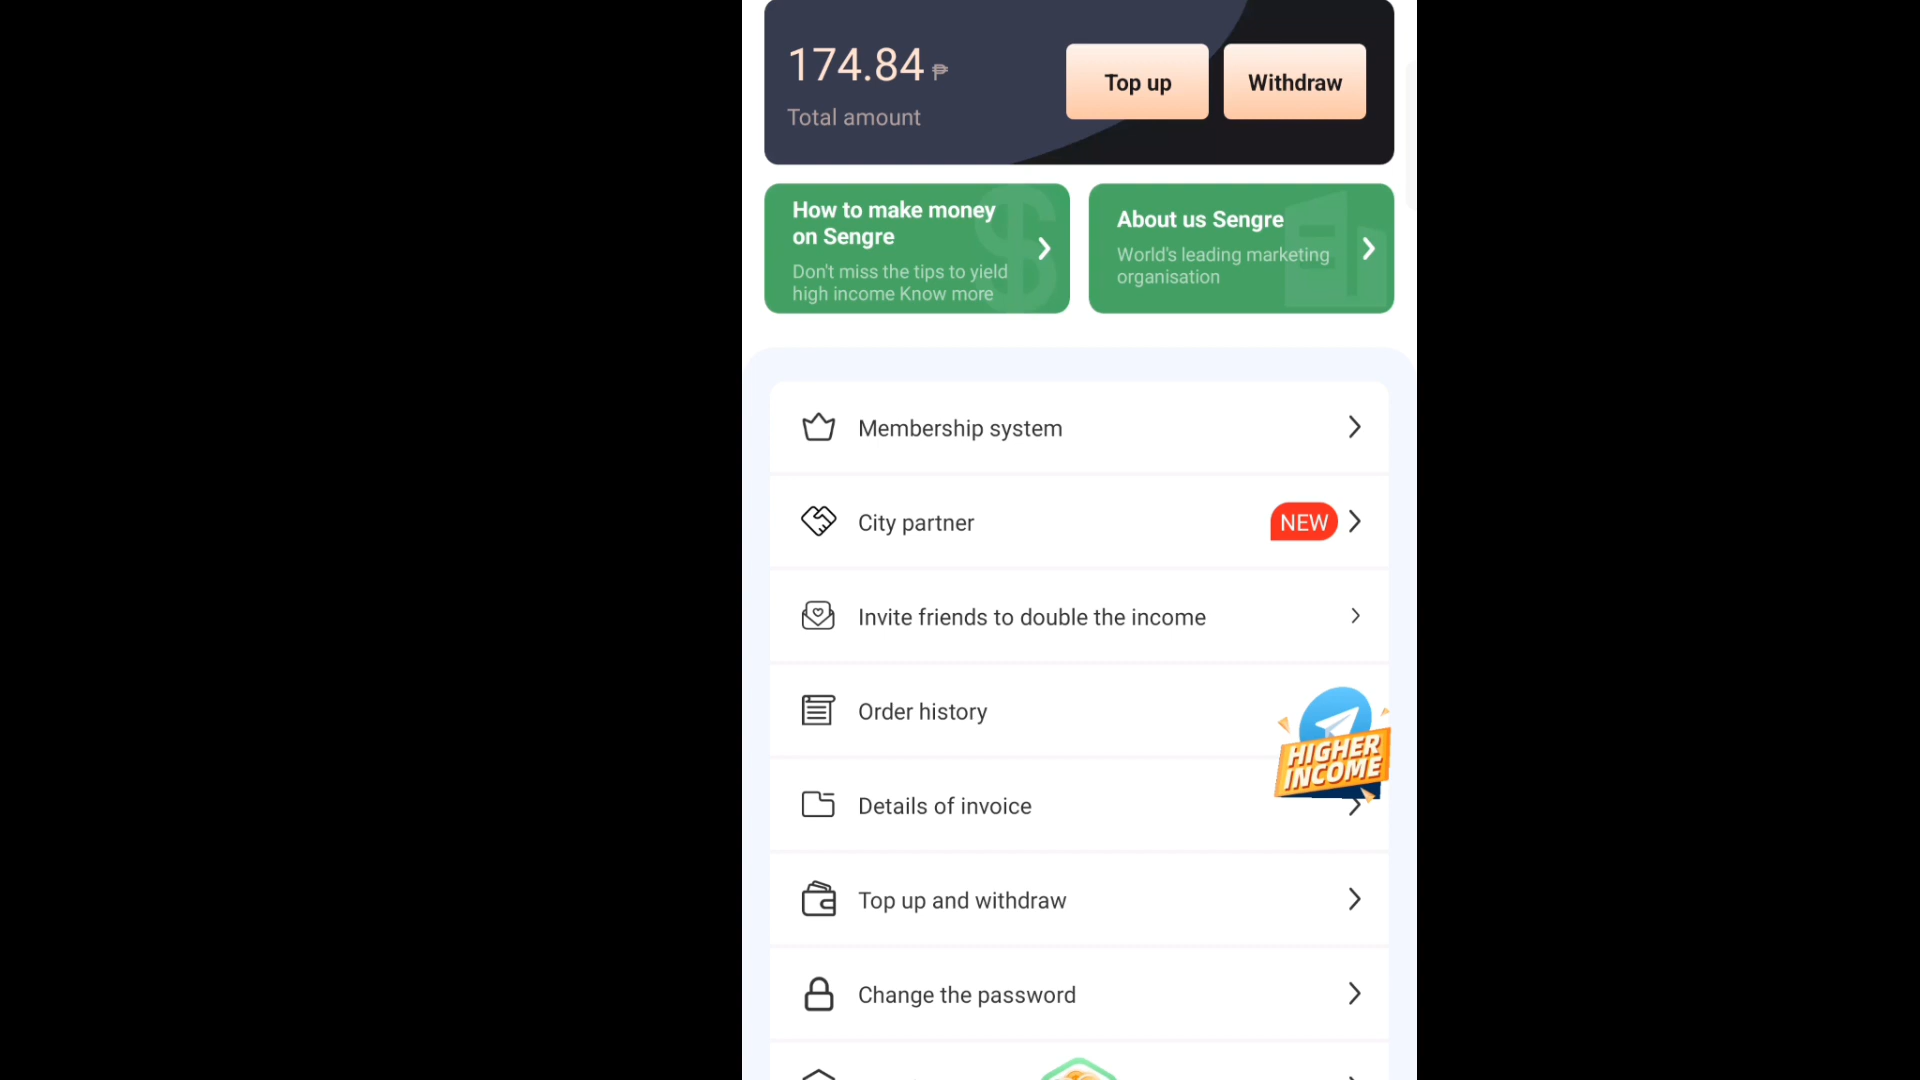 174.84 ₱
Total amount
Top up
Withdraw
How to make money
on Sengre
Don't miss the tips to yield
high income Know more
About us Sengre
World's leading marketing
organisation
Membership system
City partner
NEW
Invite friends to double the income
Order history
HIGHER
INCOME
Details of invoice
Top up and withdraw
Change the password